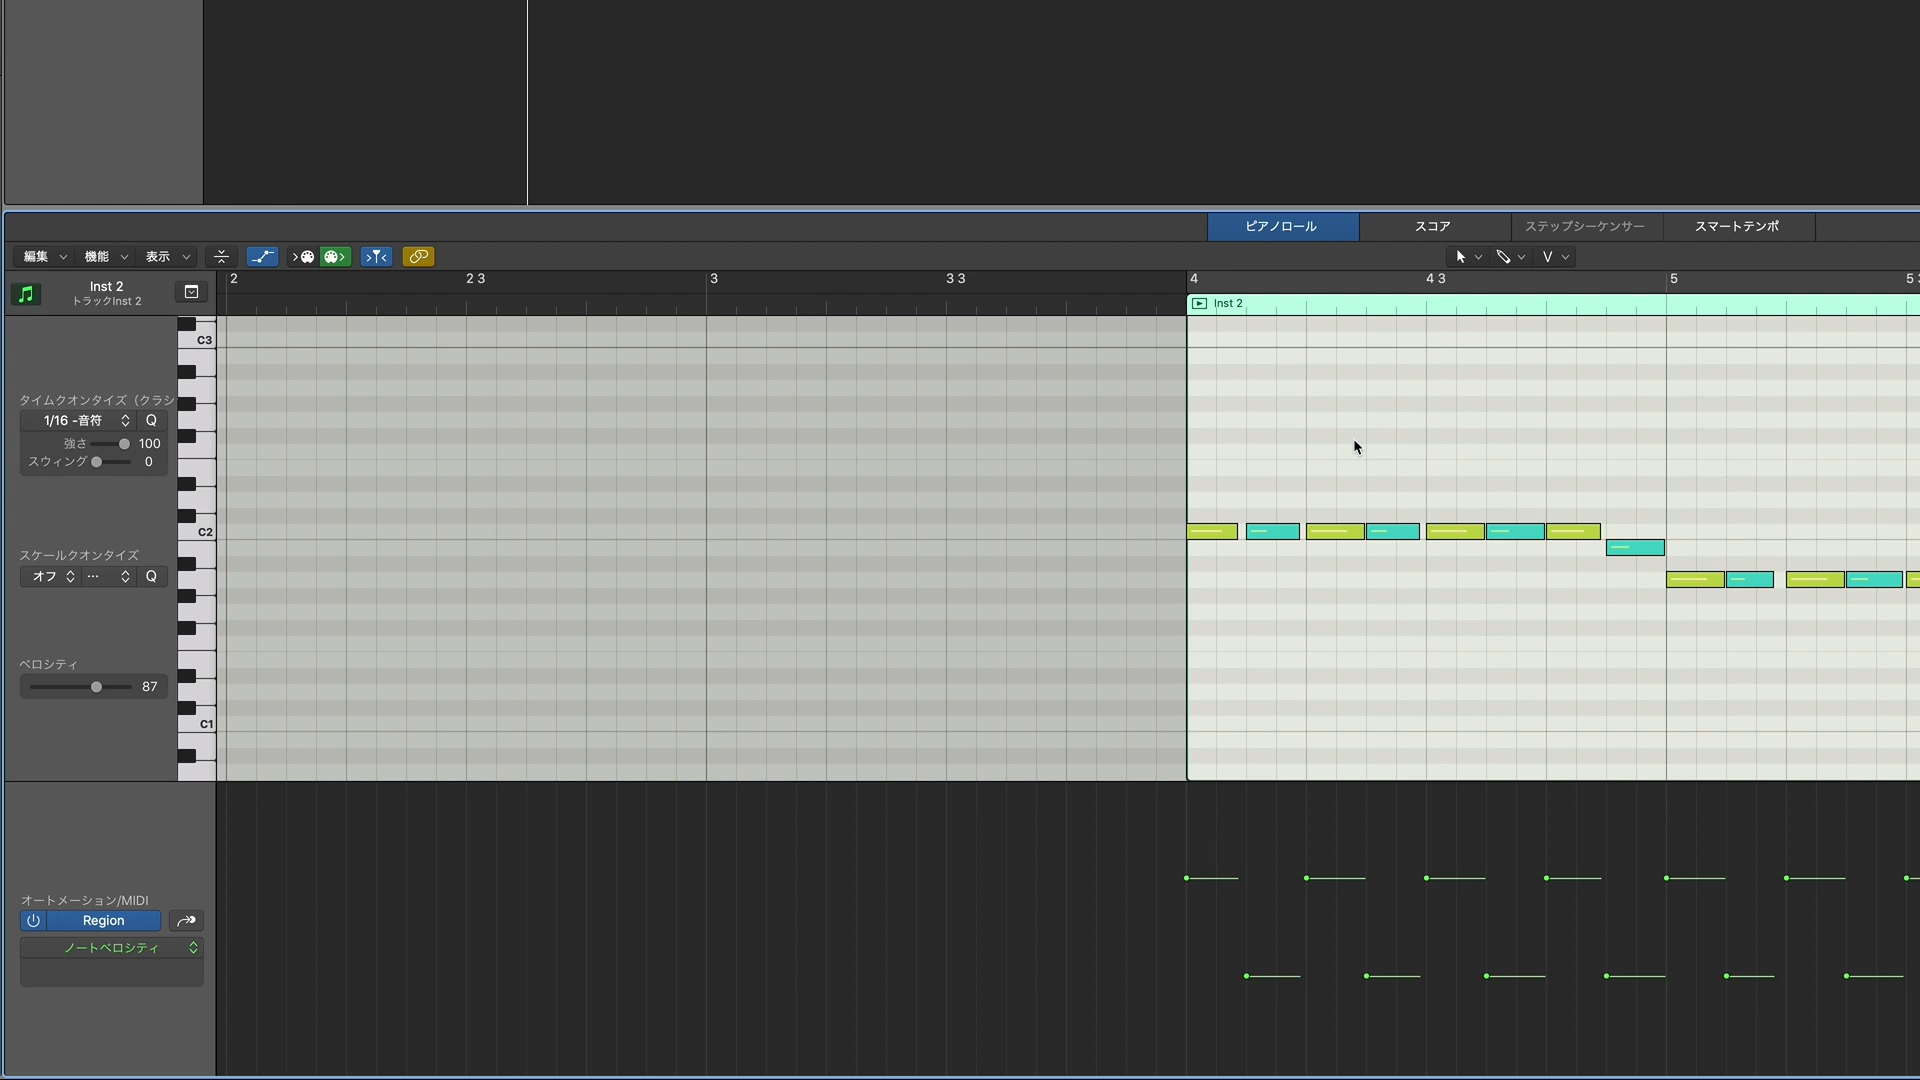 ピアノロール
スコア
ステップシーケンサー
スマートテンポ
編集
機能
表示
V
Inst 2
トラックInst 2
2
2 3
3
3 3
4
4 3
5
5 3
Inst 2
C3
タイムクオンタイズ（クラシ
1/16 -音符
Q
強さ
100
スウィング
0
C2
スケールクオンタイズ
オフ
...
Q
ベロシティ
87
C1
オートメーション/MIDI
Region
ノートベロシティ